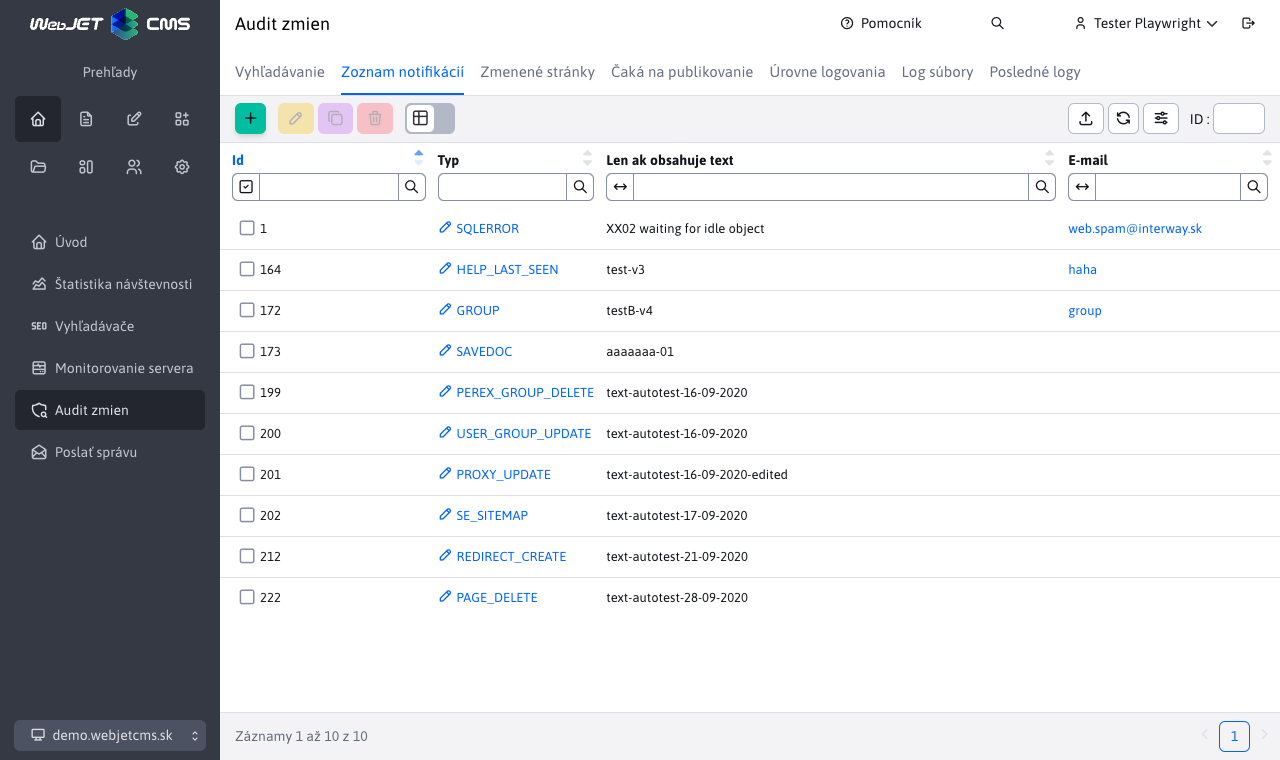 WebJET CMS
Prehľady
Úvod
Štatistika návštevnosti
SEO Vyhľadávače
Monitorovanie servera
Audit zmien
Poslať správu
demo.webjetcms.sk
Audit zmien
Pomocník
Tester Playwright
Vyhľadávanie Zoznam notifikácií Zmenené stránky Čaká na publikovanie Úrovne logovania Log súbory Posledné logy
ID :
Id Typ Len ak obsahuje text E-mail
1 SQLERROR XX02 waiting for idle object web.spam@interway.sk
164 HELP_LAST_SEEN test-v3 haha
172 GROUP testB-v4 group
173 SAVEDOC aaaaaaa-01
199 PEREX_GROUP_DELETE text-autotest-16-09-2020
200 USER_GROUP_UPDATE text-autotest-16-09-2020
201 PROXY_UPDATE text-autotest-16-09-2020-edited
202 SE_SITEMAP text-autotest-17-09-2020
212 REDIRECT_CREATE text-autotest-21-09-2020
222 PAGE_DELETE text-autotest-28-09-2020
Záznamy 1 až 10 z 10
1